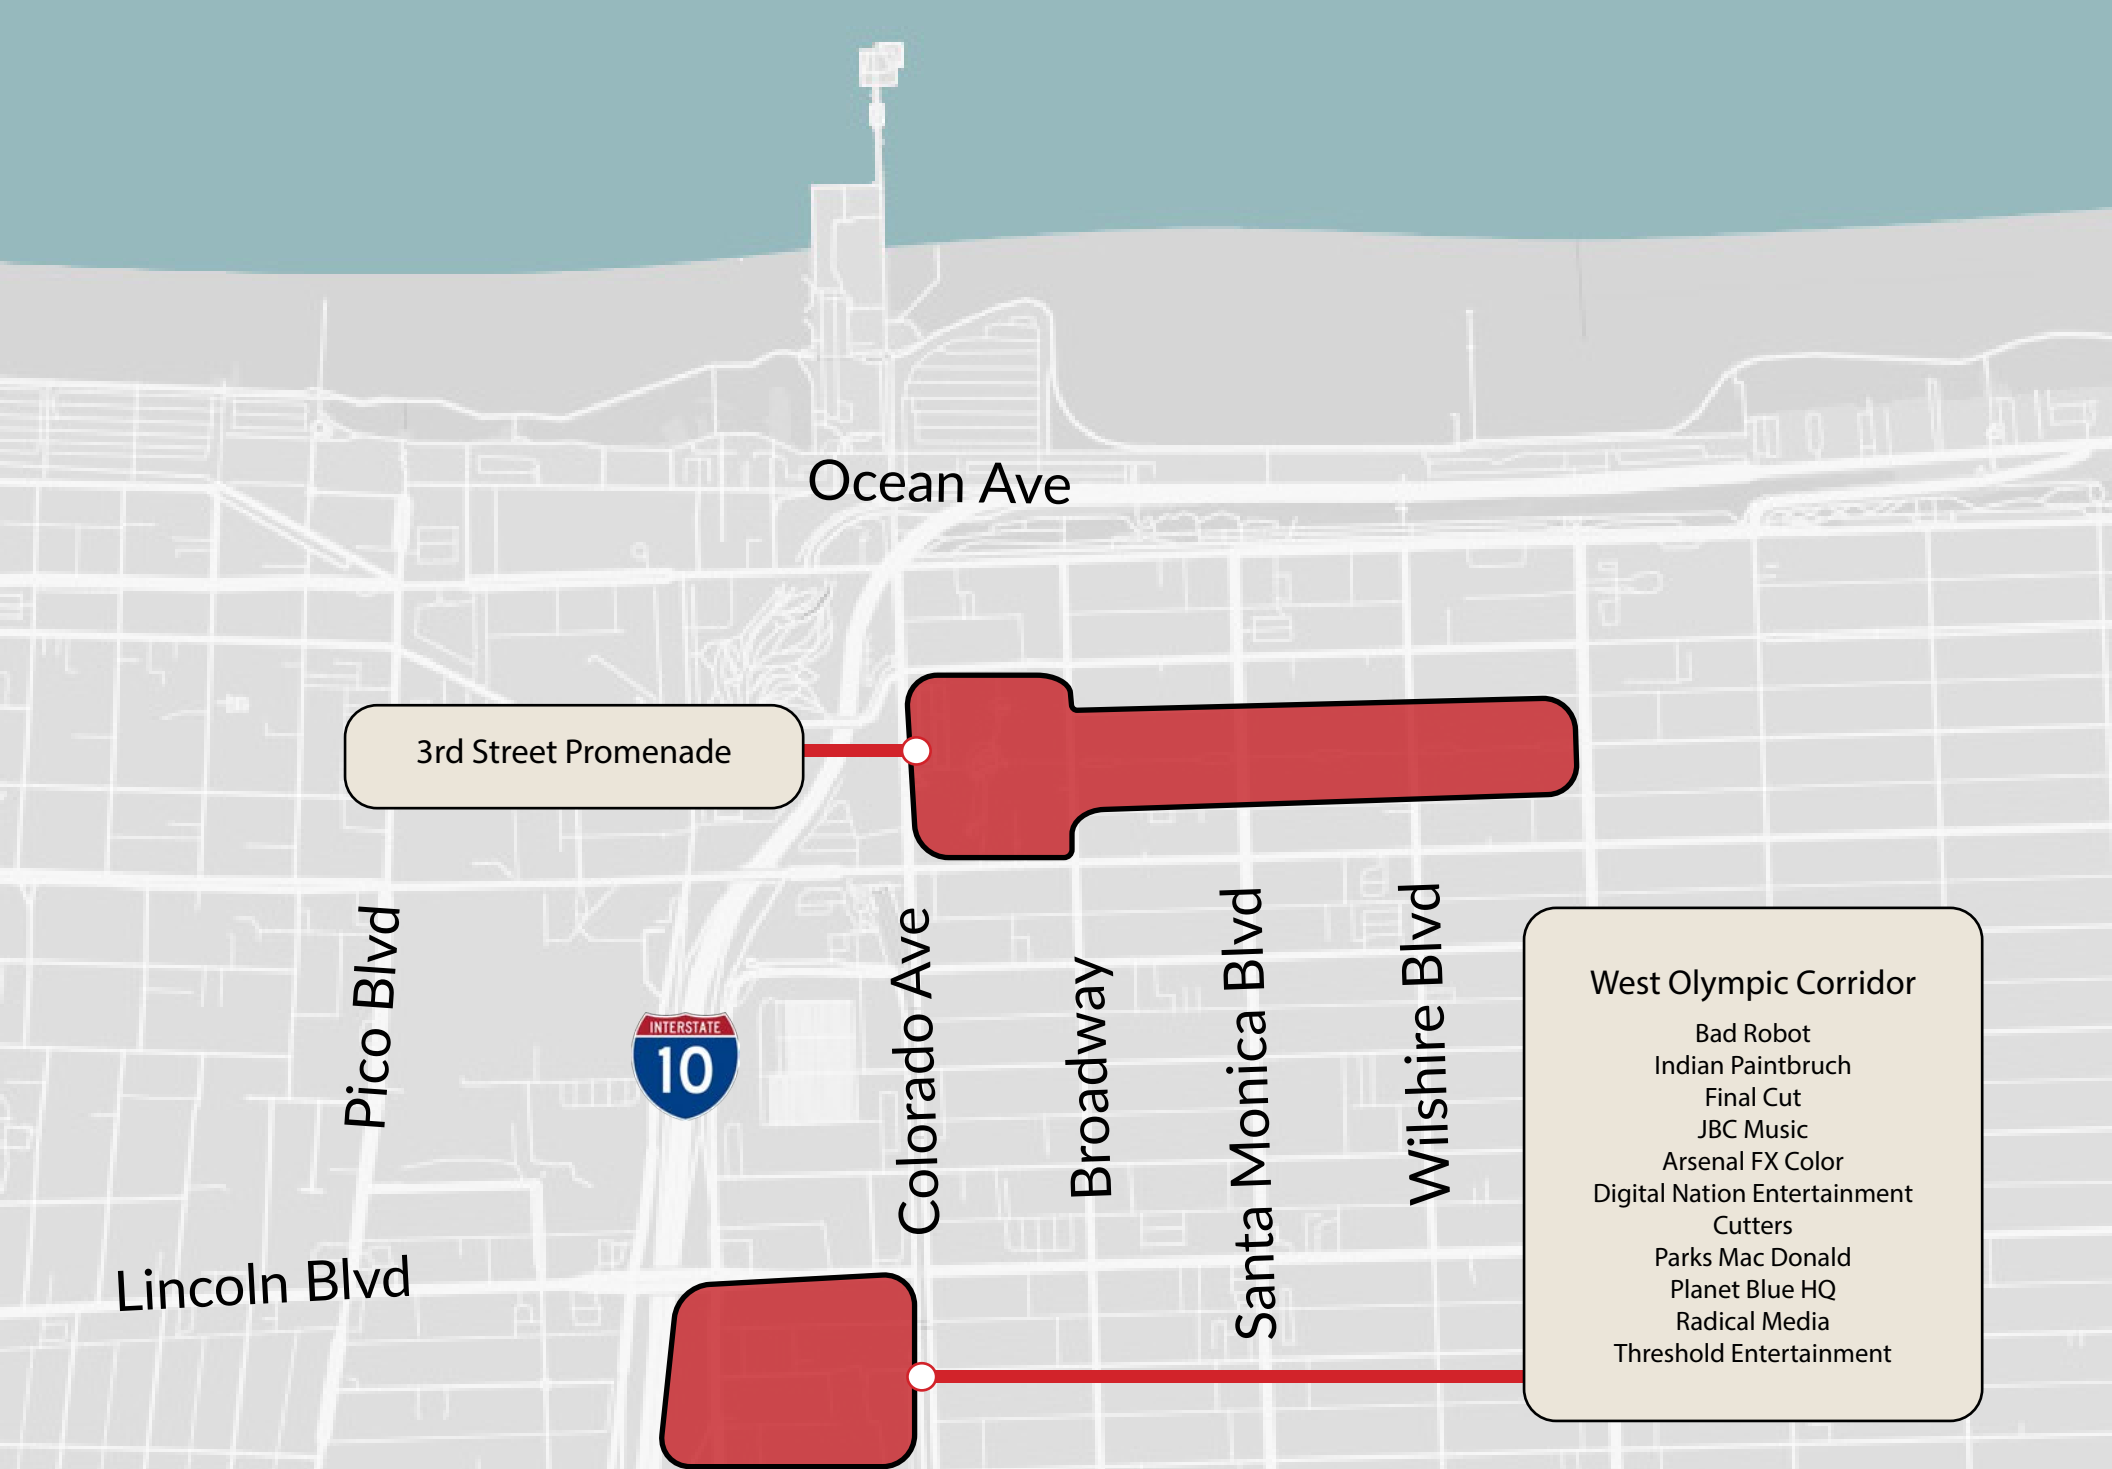 Ocean Ave
3rd Street Promenade
Pico Blvd
INTERSTATE
10
Colorado Ave
Broadway
Santa Monica Blvd
Wilshire Blvd
Lincoln Blvd
West Olympic Corridor
Bad Robot
Indian Paintbruch
Final Cut
JBC Music
Arsenal FX Color
Digital Nation Entertainment
Cutters
Parks Mac Donald
Planet Blue HQ
Radical Media
Threshold Entertainment